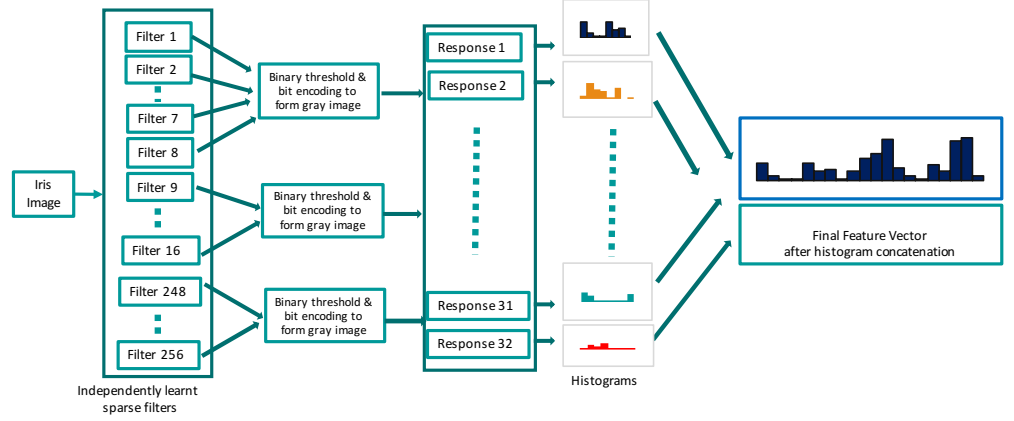 Iris
Image
Filter 1
Filter 2
Filter 7
Filter 8
Filter 9
Filter 16
Filter 248
Filter 256
Independently learnt
sparse filters
Binary threshold &
bit encoding to
form gray image
Binary threshold &
bit encoding to
form gray image
Binary threshold &
bit encoding to
form gray image
Response 1
Response 2
Response 31
Response 32
Histograms
Final Feature Vector
after histogram concatenation